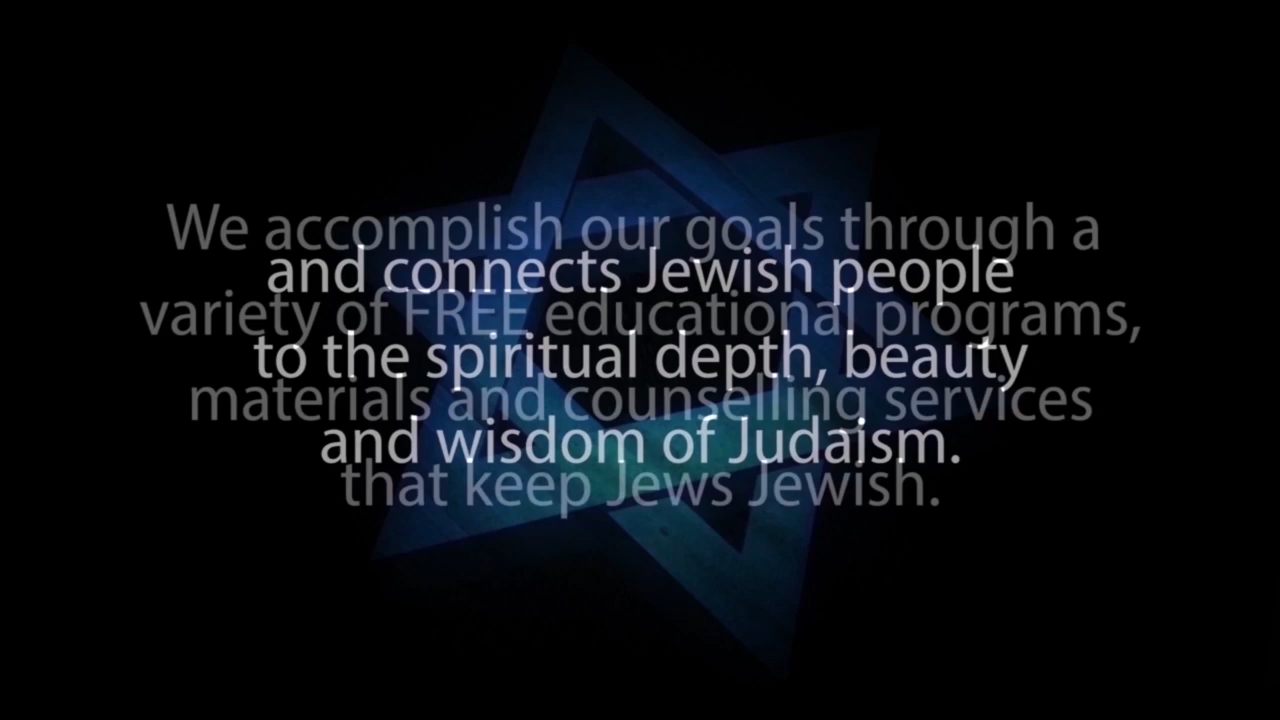 We accomplish our goals through a
and connects Jewish people
variety of FREE educational programs,
to the spiritual depth, beauty
materials and counselling services
and wisdom of Judaism.
that keep Jews Jewish.